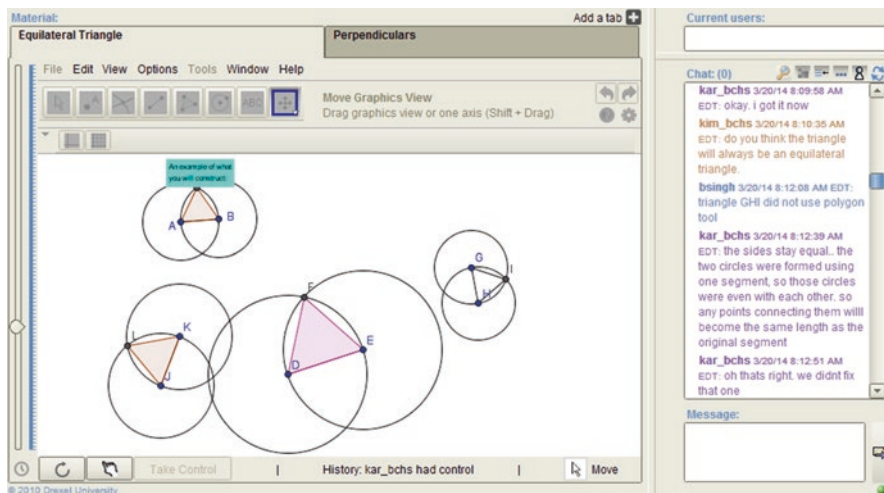 Material:
Add a tab
Current users:
Equilateral Triangle
Perpendiculars
File Edit View Options Tools Window Help
ABC
Move Graphics View
Drag graphics view or one axis (Shift + Drag)
An example of what
you will construct:
A
B
G
I
H
F
E
D
K
L
J
Take Control
History: kar_bchs had control
Move
© 2010 Drexel University
Chat: (0)
kar_bchs 3/20/14 8:09:58 AM
EDT: okay. i got it now
kim_bchs 3/20/14 8:10:35 AM
EDT: do you think the triangle
will always be an equilateral
triangle.
bsingh 3/20/14 8:12:08 AM EDT:
triangle GHI did not use polygon
tool
kar_bchs 3/20/14 8:12:39 AM
EDT: the sides stay equal.. the
two circles were formed using
one segment, so those circles
were even with each other. so
any points connecting them willl
become the same length as the
original segment
kar_bchs 3/20/14 8:12:51 AM
EDT: oh thats right. we didnt fix
that one
Message: